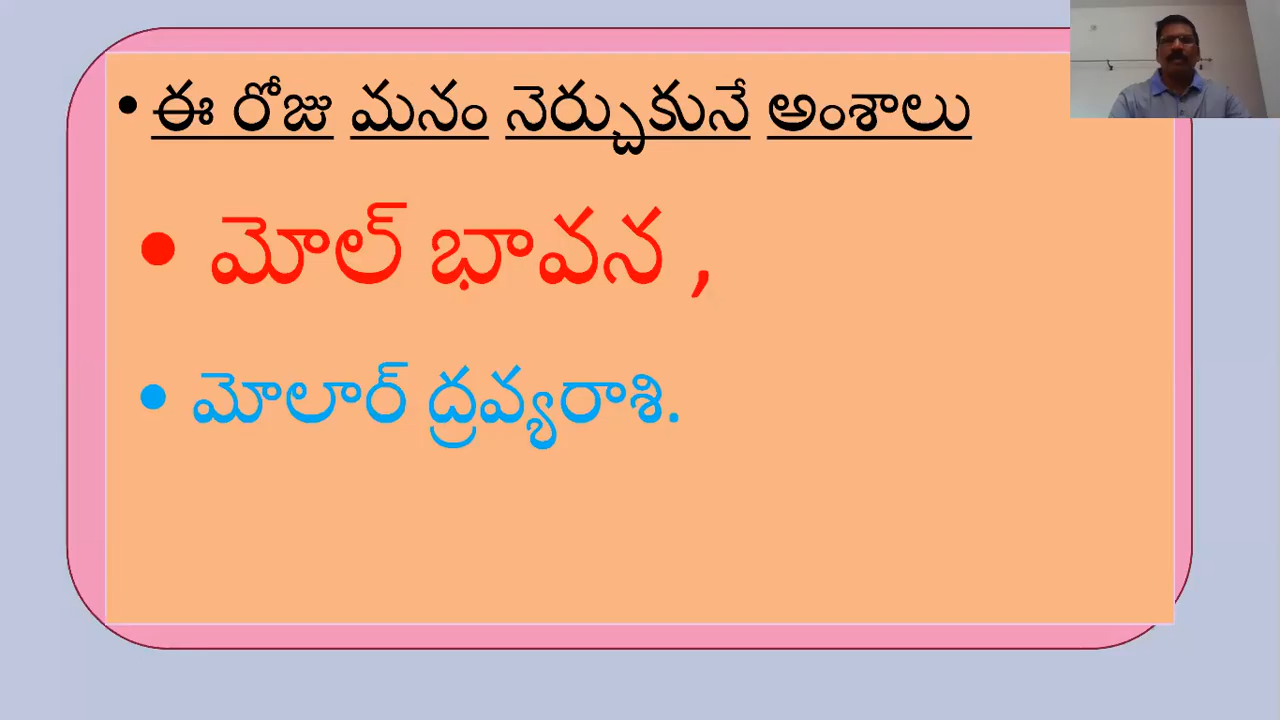 • ఈ రోజు మనం నెర్చుకునే అంశాలు
• మోల్ భావన ,
• మోలార్ ద్రవ్యరాశి.